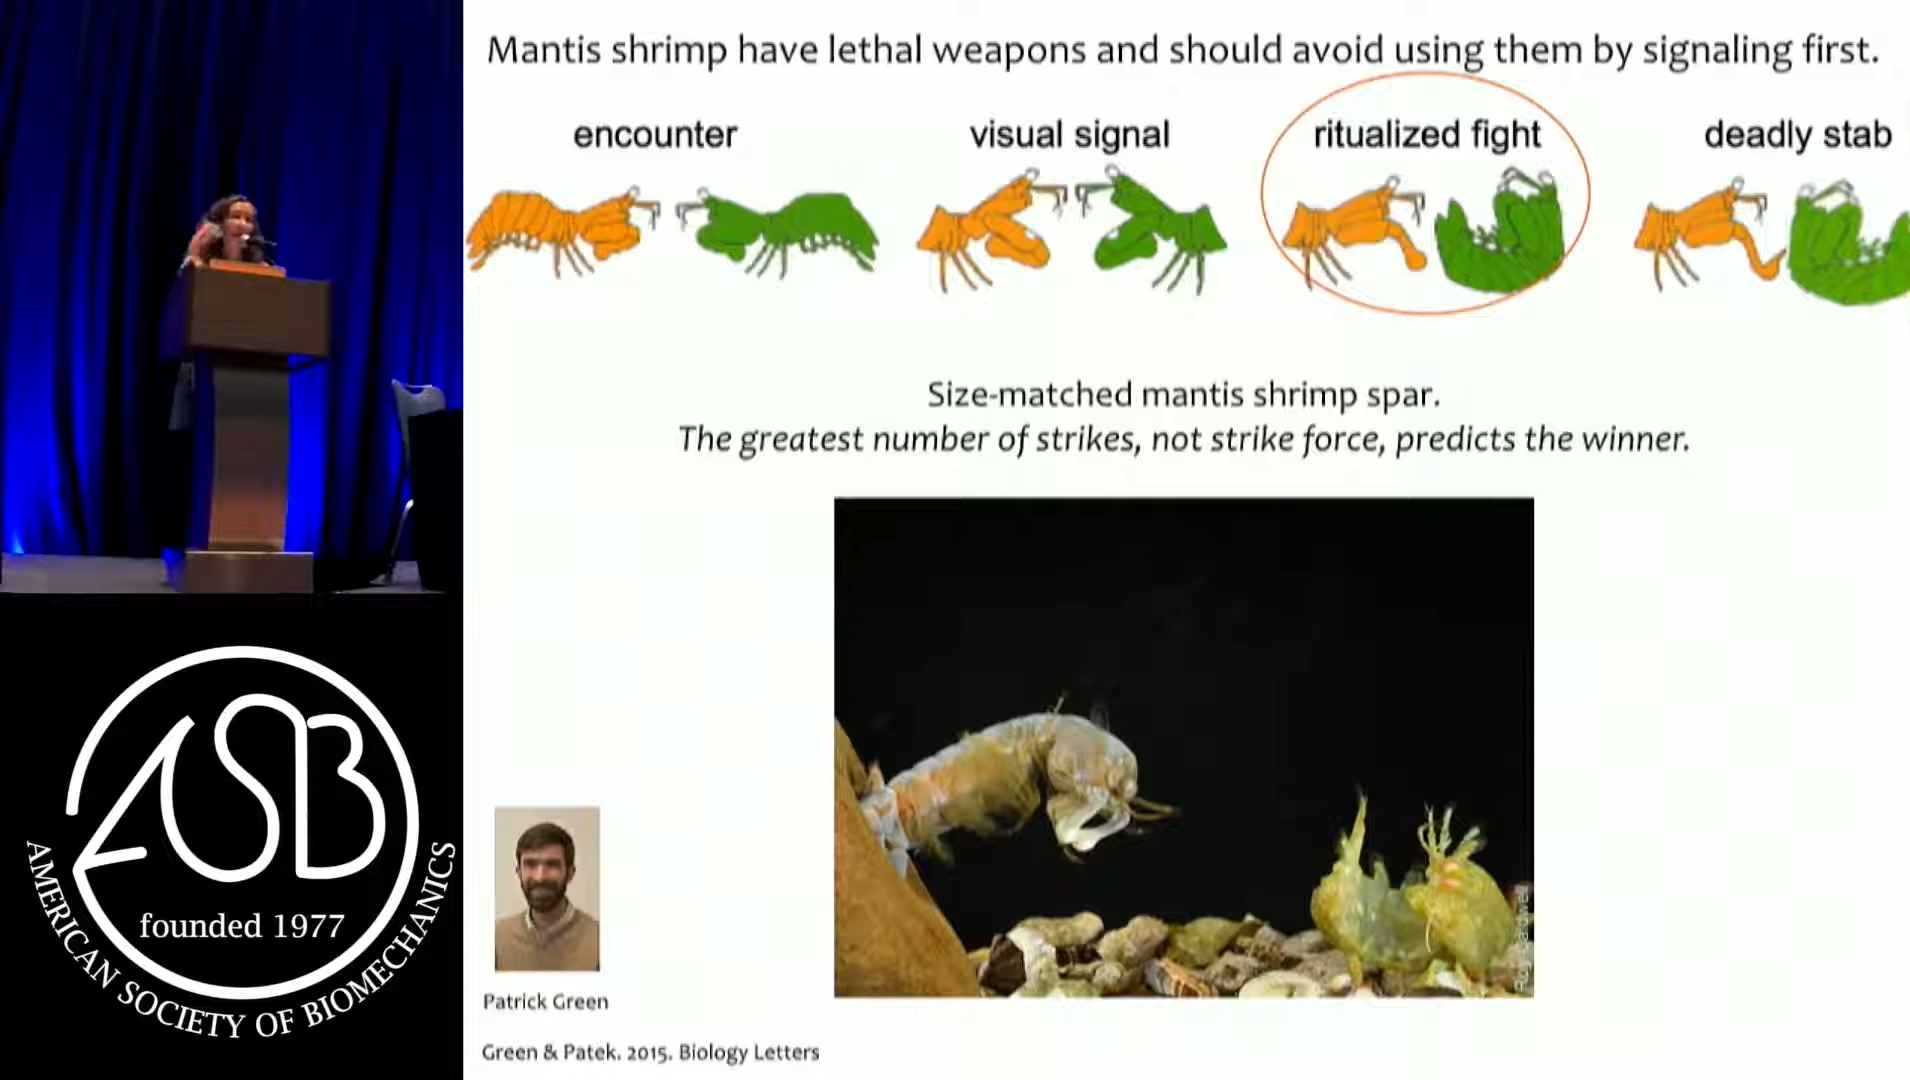 Mantis shrimp have lethal weapons and should avoid using them by signaling first.
encounter
visual signal
ritualized fight
deadly stab
Size-matched mantis shrimp spar.
The greatest number of strikes, not strike force, predicts the winner.
Patrick Green
Green & Patek. 2015. Biology Letters
ASB
founded 1977
AMERICAN SOCIETY OF BIOMECHANICS